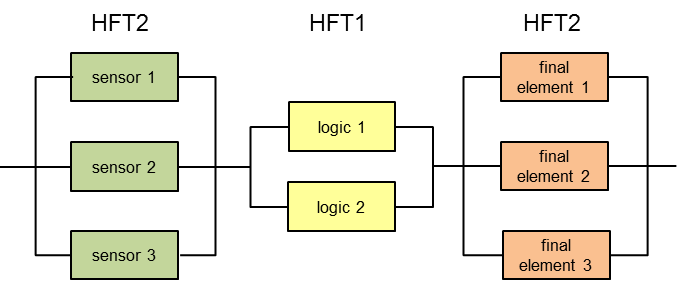 HFT2
HFT1
HFT2
sensor 1
sensor 2
sensor 3
logic 1
logic 2
final
element 1
final
element 2
final
element 3